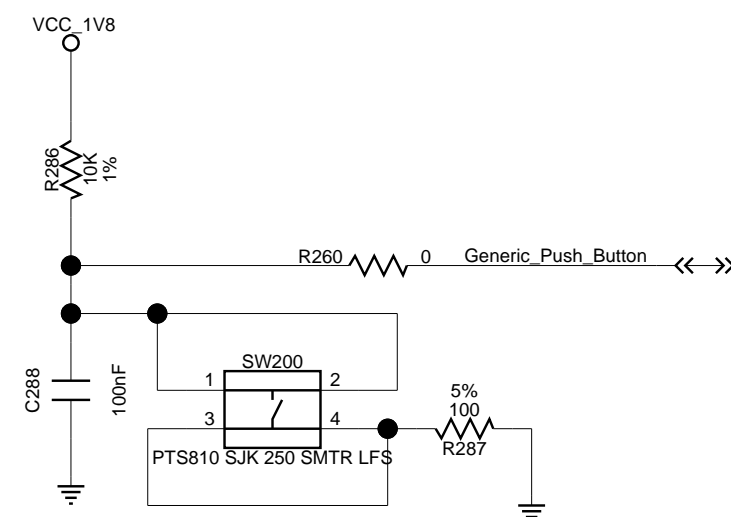 VCC_1V8
R286
10K
1%
R260
0
Generic_Push_Button
C288
100nF
SW200
1
2
3
4
PTS810 SJK 250 SMTR LFS
5%
100
R287